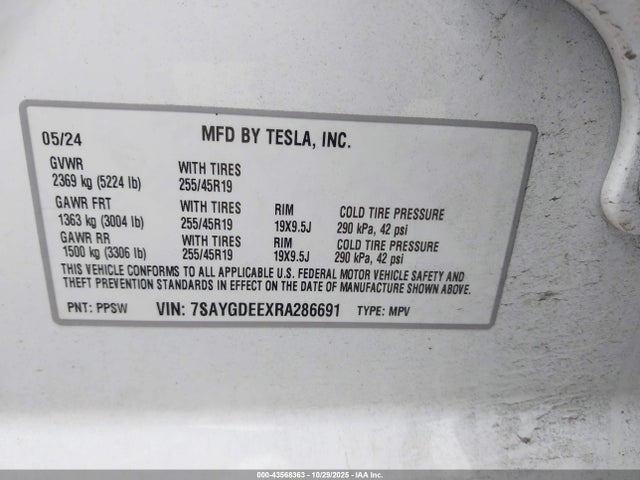 05/24 MFD BY TESLA, INC.
GVWR WITH TIRES
2369 kg (5224 lb) 255/45R19
GAWR FRT WITH TIRES RIM COLD TIRE PRESSURE
1363 kg (3004 lb) 255/45R19 19X9.5J 290 kPa, 42 psi
GAWR RR WITH TIRES RIM COLD TIRE PRESSURE
1500 kg (3306 lb) 255/45R19 19X9.5J 290 kPa, 42 psi
THIS VEHICLE CONFORMS TO ALL APPLICABLE U.S. FEDERAL MOTOR VEHICLE SAFETY AND
THEFT PREVENTION STANDARDS IN EFFECT ON THE DATE OF MANUFACTURE SHOWN ABOVE.
PNT: PPSW VIN: 7SAYGDEEXRA286691 TYPE: MPV
000-43568363 | 10/29/2025 | IAA Inc.